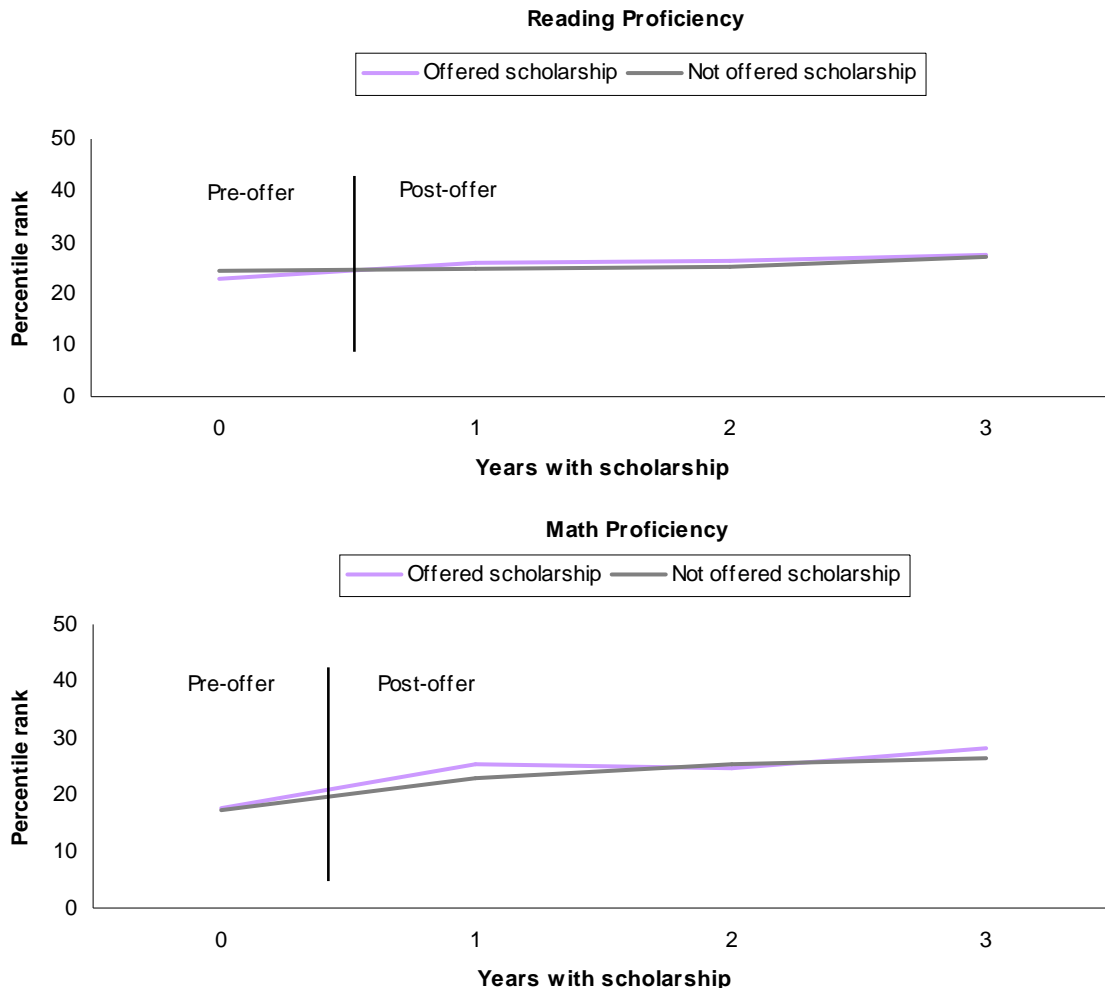 Reading Proficiency
Offered scholarship Not offered scholarship
50
40
30
20
10
0
Percentile rank
Pre-offer Post-offer
0 1 2 3
Years with scholarship
Math Proficiency
Offered scholarship Not offered scholarship
50
40
30
20
10
0
Percentile rank
Pre-offer Post-offer
0 1 2 3
Years with scholarship